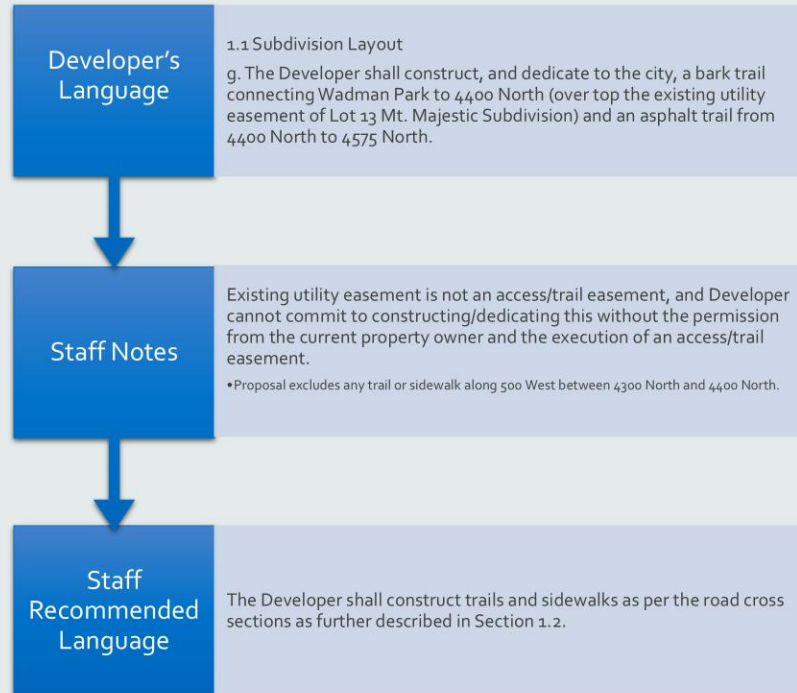 Developer's
Language
1.1 Subdivision Layout
g. The Developer shall construct, and dedicate to the city, a bark trail
connecting Wadman Park to 4400 North (over top the existing utility
easement of Lot 13 Mt. Majestic Subdivision) and an asphalt trail from
4400 North to 4575 North.
Staff Notes
Existing utility easement is not an access/trail easement, and Developer
cannot commit to constructing/dedicating this without the permission
from the current property owner and the execution of an access/trail
easement.
•Proposal excludes any trail or sidewalk along 500 West between 4300 North and 4400 North.
Staff
Recommended
Language
The Developer shall construct trails and sidewalks as per the road cross
sections as further described in Section 1.2.